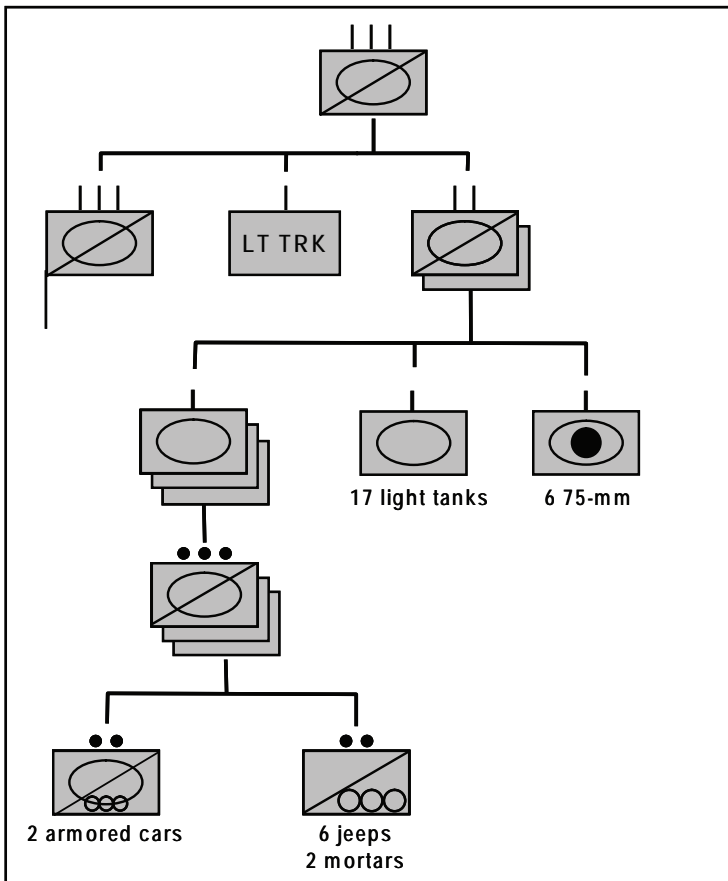 LT TRK
17 light tanks
6 75-mm
2 armored cars
6 jeeps
2 mortars